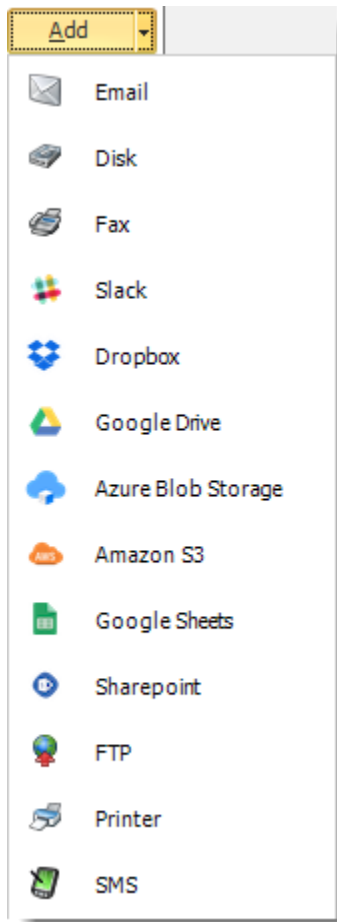 Add
Email
Disk
Fax
Slack
Dropbox
Google Drive
Azure Blob Storage
AWS Amazon S3
Google Sheets
Sharepoint
FTP
Printer
SMS